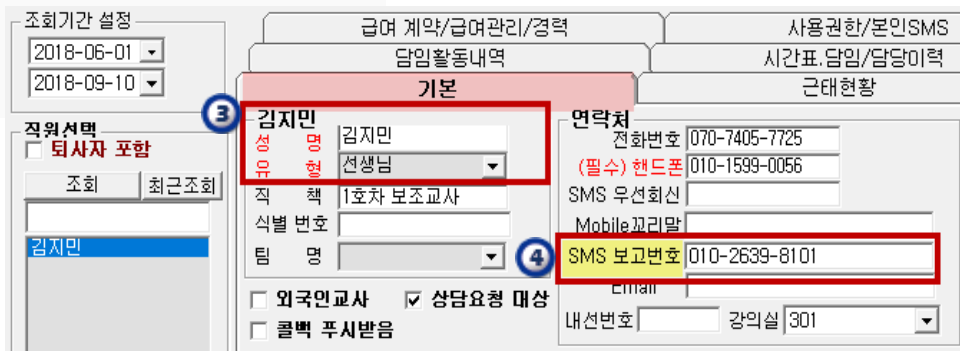 조회기간 설정
2018-06-01
2018-09-10
급여 계약/급여관리/경력
사용권한/본인SMS
담임활동내역
시간표.담임/담당이력
기본
근태현황
직원선택
퇴사자 포함
조회 최근조회
김지민
3
김지민
성 명 김지민
유 형 선생님
직 책 1호차 보조교사
식별 번호
팀 명
외국인교사 상담요청 대상
콜백 푸시받음
연락처
전화번호 070-7405-7725
(필수) 핸드폰 010-1599-0056
SMS 우선회신
Mobile꼬리말
4
SMS 보고번호 010-2639-8101
Email
내선번호 강의실 301